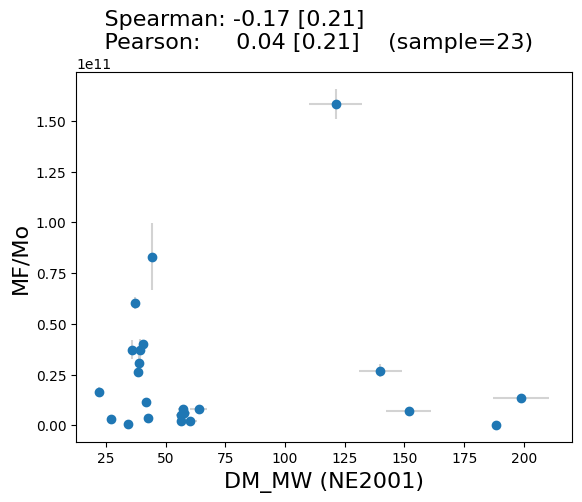 Spearman: -0.17 [0.21]
Pearson: 0.04 [0.21] (sample=23)
1e11
1.50
1.25
1.00
0.75
0.50
0.25
0.00
MF/Mo
25 50 75 100 125 150 175 200
DM_MW (NE2001)